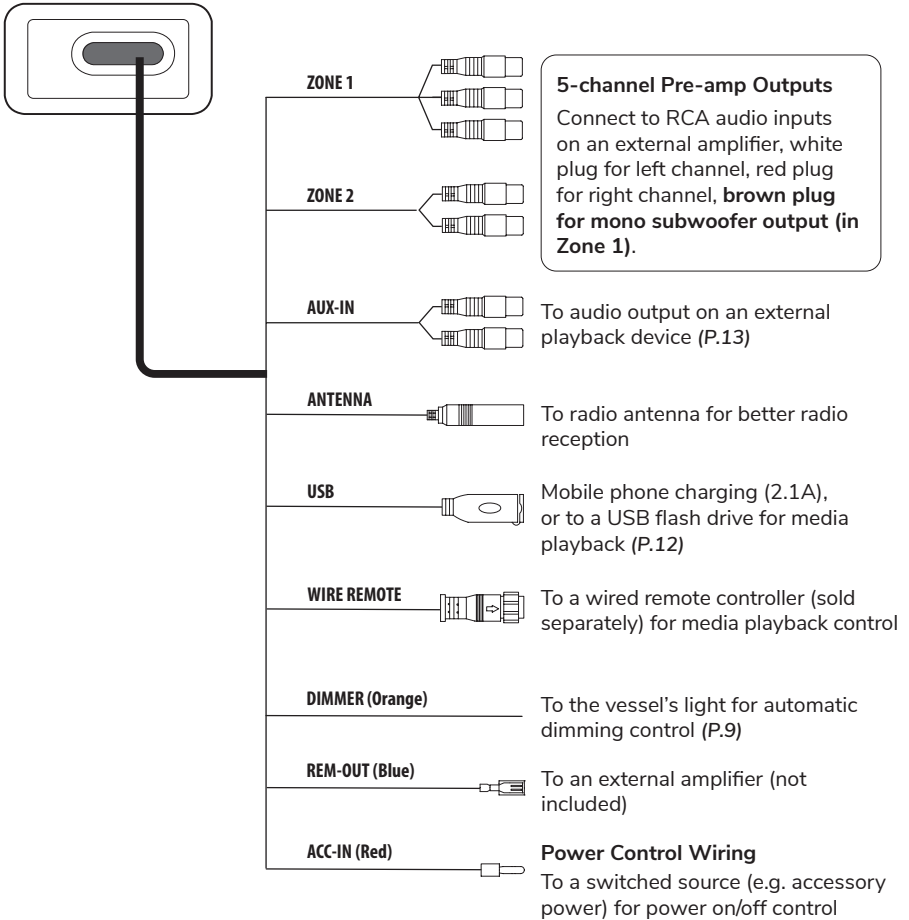 ZONE 1
5-channel Pre-amp Outputs
Connect to RCA audio inputs
on an external amplifier, white
plug for left channel, red plug
for right channel, brown plug
for mono subwoofer output (in
Zone 1).
ZONE 2
AUX-IN
To audio output on an external
playback device (P.13)
ANTENNA
To radio antenna for better radio
reception
USB
Mobile phone charging (2.1A),
or to a USB flash drive for media
playback (P.12)
WIRE REMOTE
To a wired remote controller (sold
separately) for media playback control
DIMMER (Orange)
To the vessel’s light for automatic
dimming control (P.9)
REM-OUT (Blue)
To an external amplifier (not
included)
ACC-IN (Red)
Power Control Wiring
To a switched source (e.g. accessory
power) for power on/off control